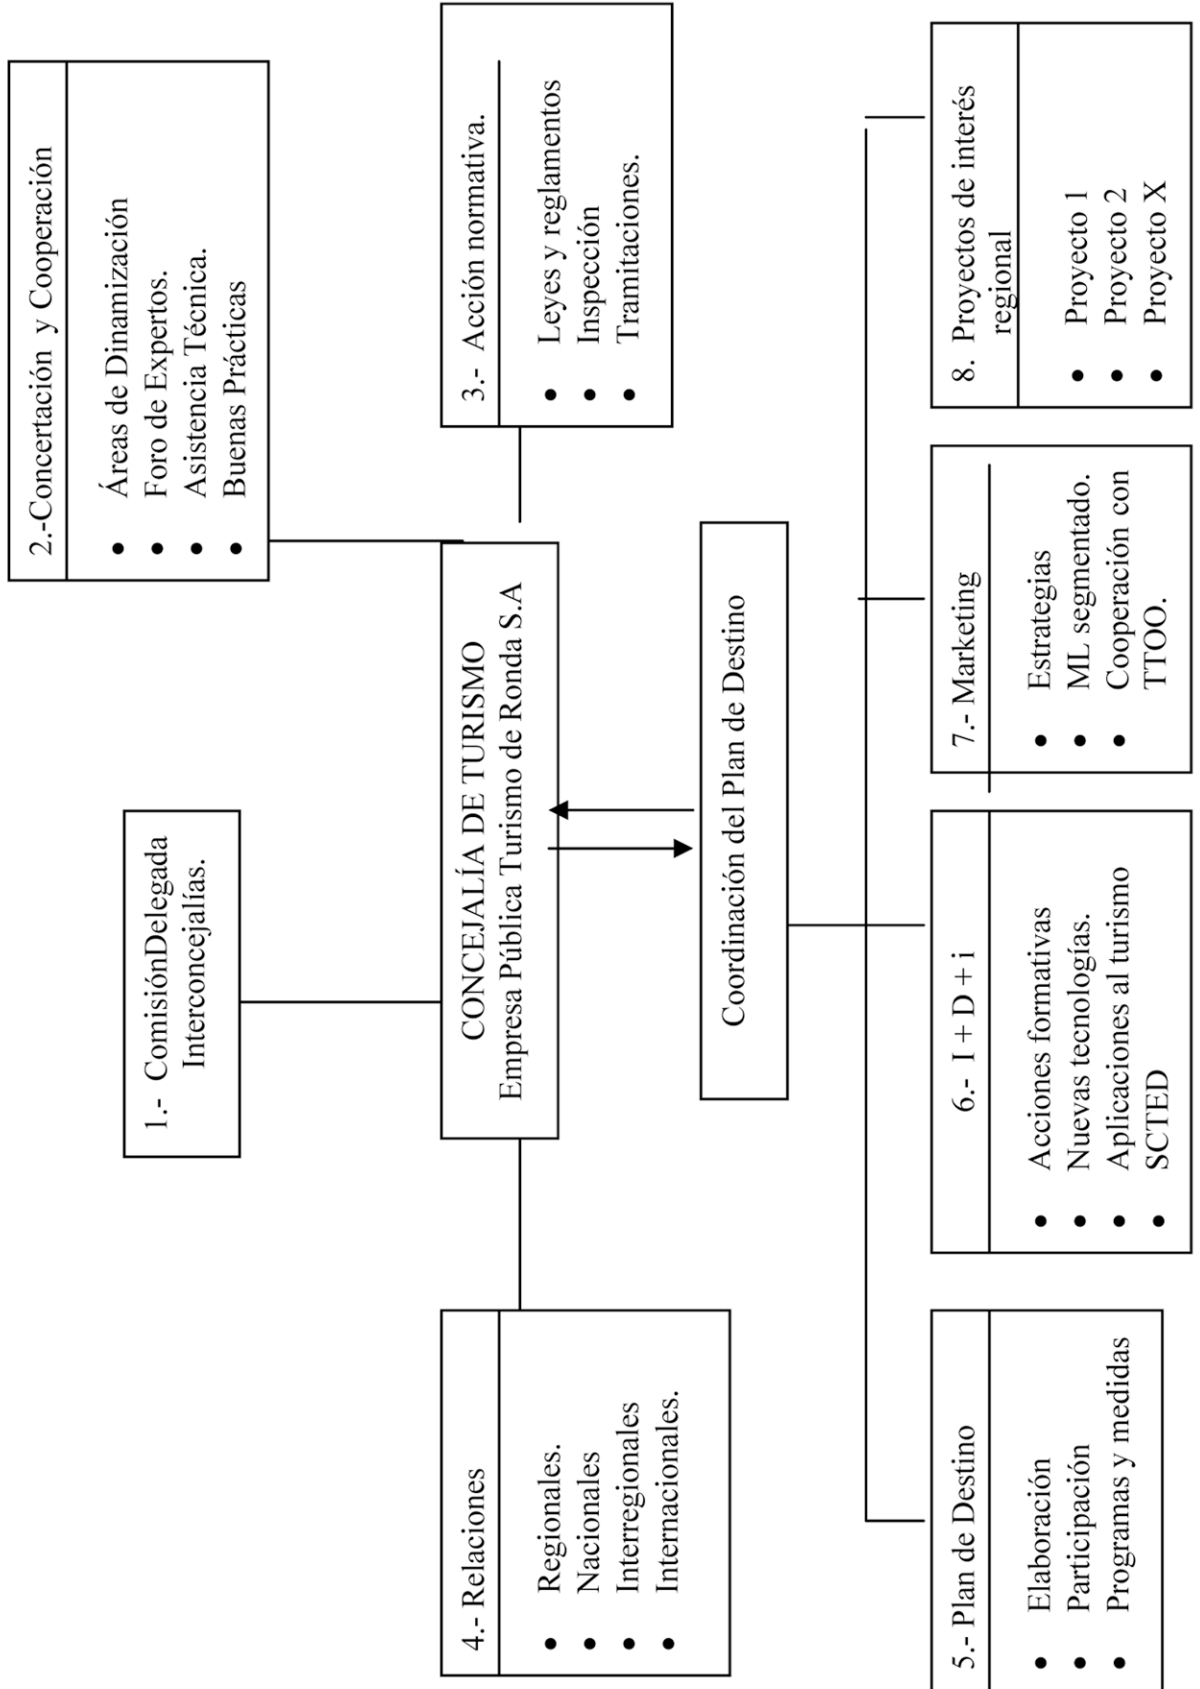 1.- ComisiónDelegada
Interconcejalías.
2.-Concertación y Cooperación
• Áreas de Dinamización
• Foro de Expertos.
• Asistencia Técnica.
• Buenas Prácticas
4.- Relaciones
• Regionales.
• Nacionales
• Interregionales
• Internacionales.
CONCEJALÍA DE TURISMO
Empresa Pública Turismo de Ronda S.A
3.- Acción normativa.
• Leyes y reglamentos
• Inspección
• Tramitaciones.
Coordinación del Plan de Destino
5.- Plan de Destino
• Elaboración
• Participación
• Programas y medidas
6.- I + D + i
• Acciones formativas
• Nuevas tecnologías.
• Aplicaciones al turismo
• SCTED
7.- Marketing
• Estrategias
• ML segmentado.
• Cooperación con
TTOO.
8. Proyectos de interés
regional
• Proyecto 1
• Proyecto 2
• Proyecto X